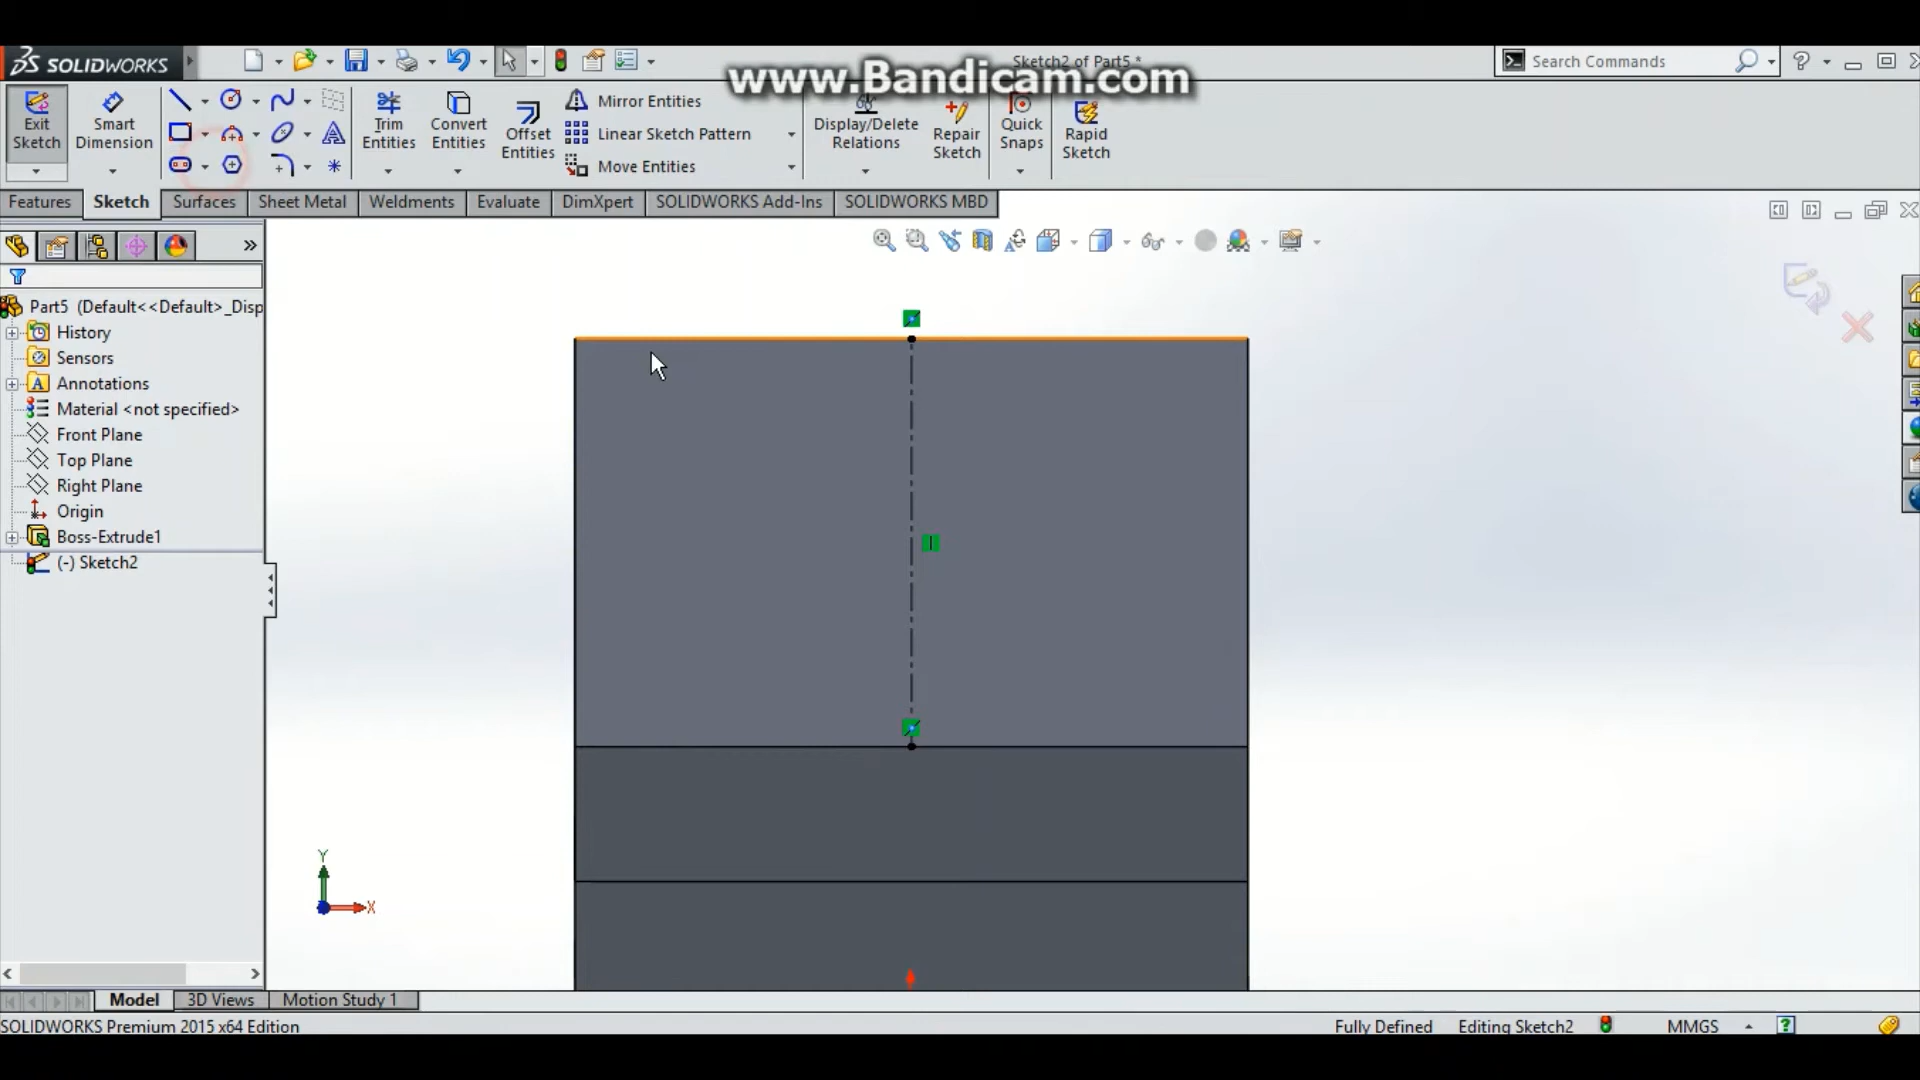 SOLIDWORKS
Sketch2 of Part5 *
Search Commands
www.Bandicam.com
Exit Sketch
Smart Dimension
Trim Entities
Convert Entities
Offset Entities
Mirror Entities
Linear Sketch Pattern
Move Entities
Display/Delete Relations
Repair Sketch
Quick Snaps
Rapid Sketch
Features
Sketch
Surfaces
Sheet Metal
Weldments
Evaluate
DimXpert
SOLIDWORKS Add-Ins
SOLIDWORKS MBD
Part5 (Default<<Default>_Disp
History
Sensors
Annotations
Material <not specified>
Front Plane
Top Plane
Right Plane
Origin
Boss-Extrude1
(-) Sketch2
Y
X
Model
3D Views
Motion Study 1
SOLIDWORKS Premium 2015 x64 Edition
Fully Defined
Editing Sketch2
MMGS